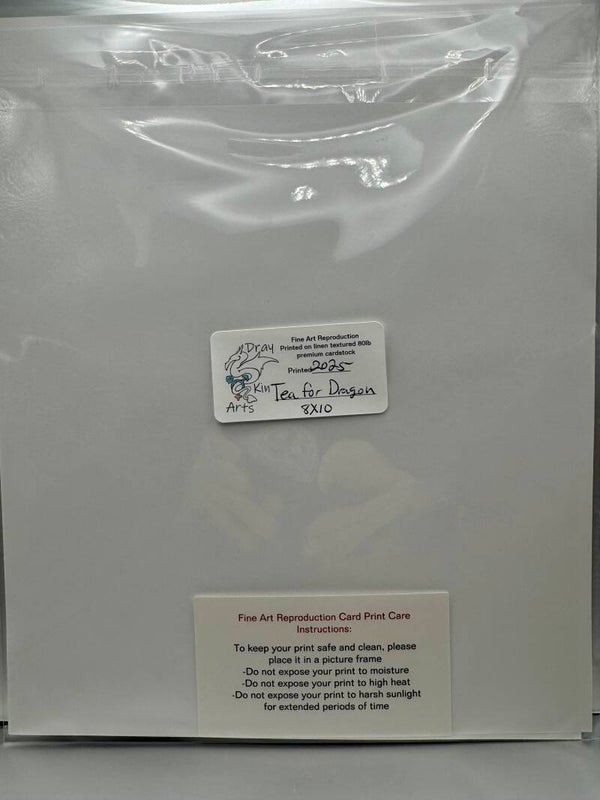 Dray
Kin
Arts
Fine Art Reproduction
Printed on linen textured 80lb
premium cardstock
Printed 2025
Tea for Dragon
8X10
Fine Art Reproduction Card Print Care
Instructions:
To keep your print safe and clean, please
place it in a picture frame
-Do not expose your print to moisture
-Do not expose your print to high heat
-Do not expose your print to harsh sunlight
for extended periods of time